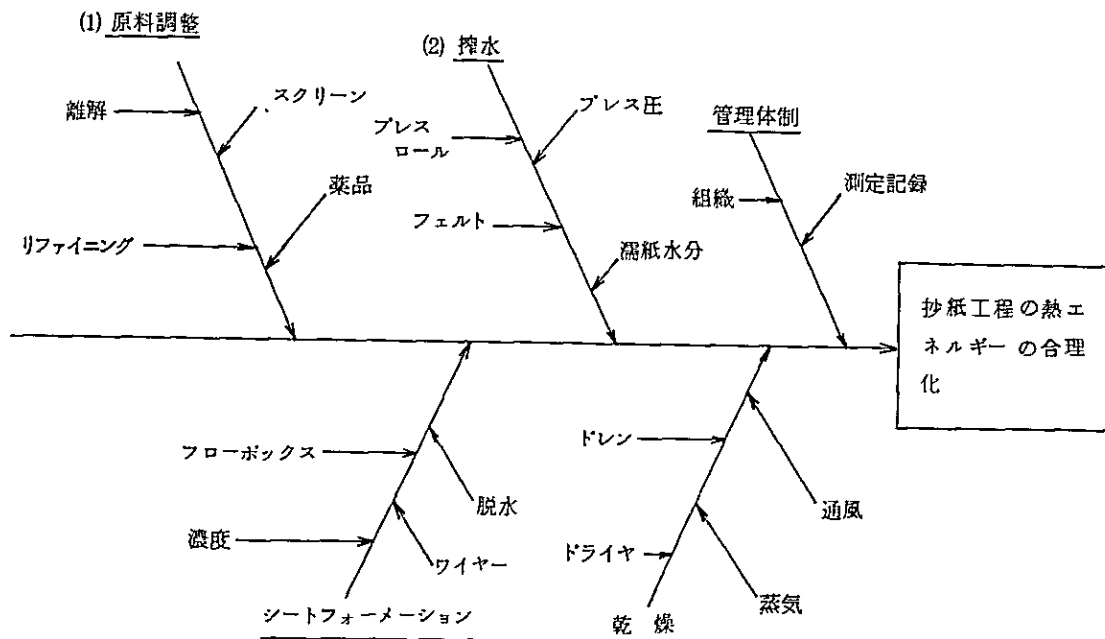 (1) 原料調整
(2) 搾水
管理体制
離解
スクリーン
薬品
リファイニング
プレス
ロール
プレス圧
フェルト
濡紙水分
組織
測定記録
抄紙工程の熱エ
ネルギーの合理
化
フローボックス
脱水
濃度
ワイヤー
シートフォーメーション
ドレン
通風
ドライヤ
蒸気
乾燥